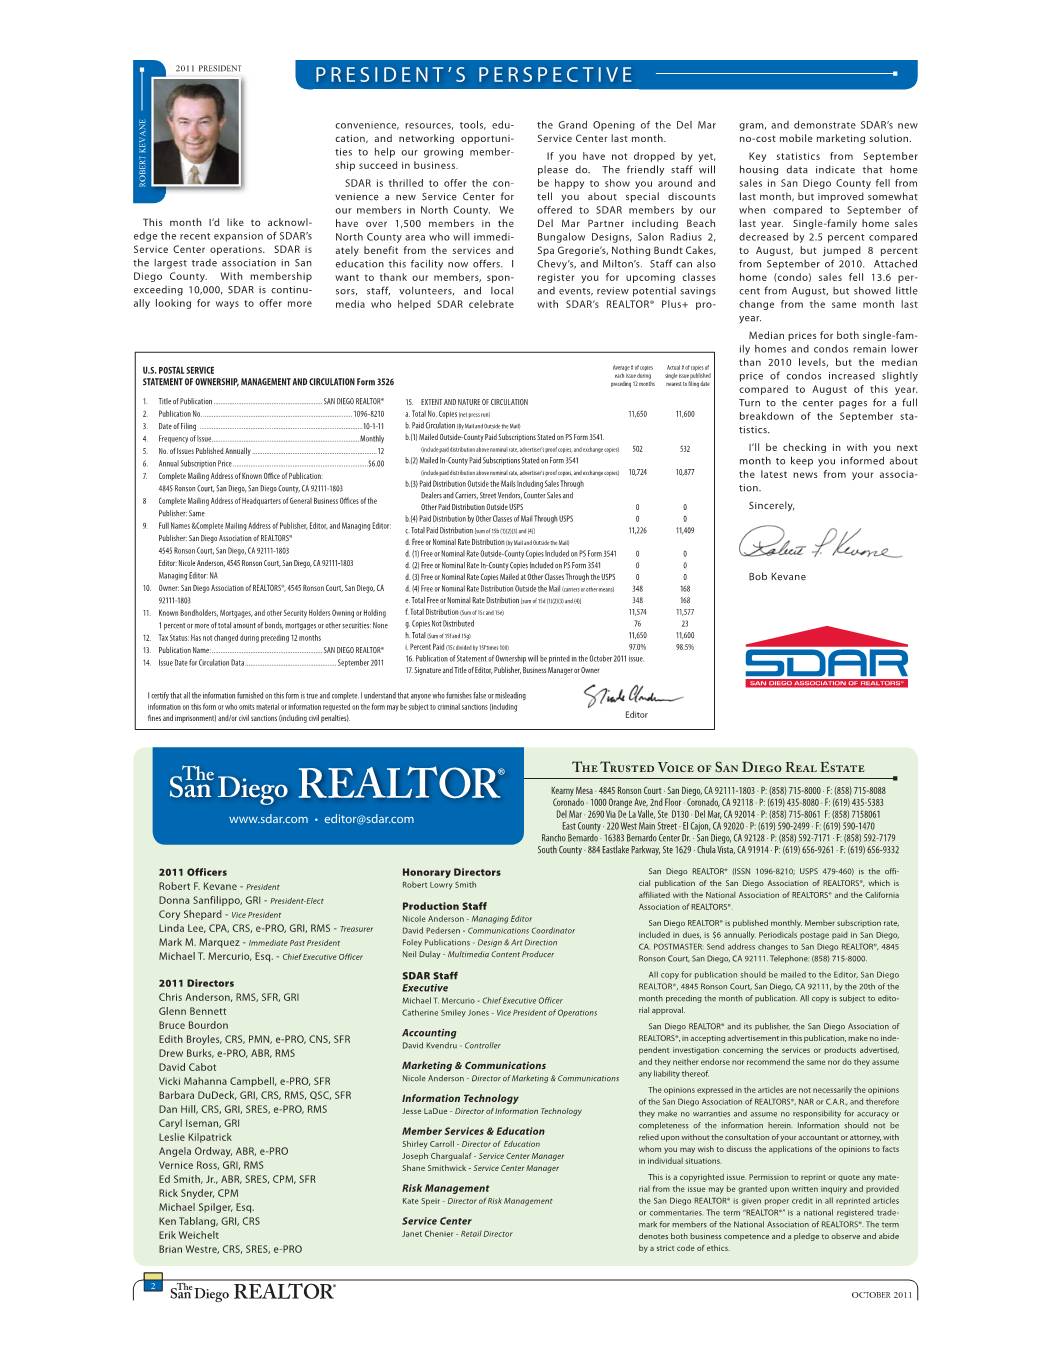 2011 PRESIDENT
ROBERT KEVANE
PRESIDENT'S PERSPECTIVE
This month I'd like to acknowl-
edge the recent expansion of SDAR's
Service Center operations. SDAR is
the largest trade association in San
Diego County. With membership
exceeding 10,000, SDAR is continu-
ally looking for ways to offer more
convenience, resources, tools, edu-
cation, and networking opportuni-
ties to help our growing member-
ship succeed in business.
SDAR is thrilled to offer the con-
venience a new Service Center for
our members in North County. We
have over 1,500 members in the
North County area who will immedi-
ately benefit from the services and
education this facility now offers. I
want to thank our members, spon-
sors, staff, volunteers, and local
media who helped SDAR celebrate
the Grand Opening of the Del Mar
Service Center last month.
If you have not dropped by yet,
please do. The friendly staff will
be happy to show you around and
tell you about special discounts
offered to SDAR members by our
Del Mar Partner including Beach
Bungalow Designs, Salon Radius 2,
Spa Gregorie's, Nothing Bundt Cakes,
Chevy's, and Milton's. Staff can also
register you for upcoming classes
and events, review potential savings
with SDAR's REALTOR® Plus+ pro-
gram, and demonstrate SDAR's new
no-cost mobile marketing solution.
Key statistics from September
housing data indicate that home
sales in San Diego County fell from
last month, but improved somewhat
when compared to September of
last year. Single-family home sales
decreased by 2.5 percent compared
to August, but jumped 8 percent
from September of 2010. Attached
home (condo) sales fell 13.6 per-
cent from August, but showed little
change from the same month last
year.
Median prices for both single-fam-
ily homes and condos remain lower
than 2010 levels, but the median
price of condos increased slightly
compared to August of this year.
Turn to the center pages for a full
breakdown of the September sta-
tistics.
I'll be checking in with you next
month to keep you informed about
the latest news from your associa-
tion.
Sincerely,
Robert F. Kevane
Bob Kevane
SDAR
SAN DIEGO ASSOCIATION OF REALTORS®
U.S. POSTAL SERVICE
STATEMENT OF OWNERSHIP, MANAGEMENT AND CIRCULATION Form 3526
1. Title of Publication ........ SAN DIEGO REALTOR®
2. Publication No. ........ 1096-8210
3. Date of Filing ........ 10-1-11
4. Frequency of Issue ........ Monthly
5. No. of Issues Published Annually ........ 12
6. Annual Subscription Price ........ $6.00
7. Complete Mailing Address of Known Office of Publication:
4845 Ronson Court, San Diego, San Diego County, CA 92111-1803
8 Complete Mailing Address of Headquarters of General Business Offices of the
Publisher: Same
9. Full Names &Complete Mailing Address of Publisher, Editor, and Managing Editor:
Publisher: San Diego Association of REALTORS®
4545 Ronson Court, San Diego, CA 92111-1803
Editor: Nicole Anderson, 4545 Ronson Court, San Diego, CA 92111-1803
Managing Editor: NA
10. Owner: San Diego Association of REALTORS®, 4545 Ronson Court, San Diego, CA
92111-1803
11. Known Bondholders, Mortgages, and other Security Holders Owning or Holding
1 percent or more of total amount of bonds, mortgages or other securities: None
12. Tax Status: Has not changed during preceding 12 months
13. Publication Name: ........ SAN DIEGO REALTOR®
14. Issue Date for Circulation Data ........ September 2011
Average # of copies each issue during preceding 12 months
Actual # of copies of single issue published nearest to filing date
15. EXTENT AND NATURE OF CIRCULATION
a. Total No. Copies (net press run) 11,650 11,600
b. Paid Circulation (By Mail and Outside the Mail)
b.(1) Mailed Outside-County Paid Subscriptions Stated on PS Form 3541.
(include paid distribution above nominal rate, advertiser's proof copies, and exchange copies) 502 532
b.(2) Mailed In-County Paid Subscriptions Stated on Form 3541
(include paid distribution above nominal rate, advertiser's proof copies, and exchange copies) 10,724 10,877
b.(3) Paid Distribution Outside the Mails Including Sales Through
Dealers and Carriers, Street Vendors, Counter Sales and
Other Paid Distribution Outside USPS 0 0
b.(4) Paid Distribution by Other Classes of Mail Through USPS 0 0
c. Total Paid Distribution [sum of 15b (1)(2)(3) and (4)] 11,226 11,409
d. Free or Nominal Rate Distribution (by Mail and Outside the Mail)
d. (1) Free or Nominal Rate Outside-County Copies Included on PS Form 3541 0 0
d. (2) Free or Nominal Rate In-County Copies Included on PS Form 3541 0 0
d. (3) Free or Nominal Rate Copies Mailed at Other Classes Through the USPS 0 0
d. (4) Free or Nominal Rate Distribution Outside the Mail (carriers or other means) 348 168
e. Total Free or Nominal Rate Distribution [sum of 15d (1)(2)(3) and (4)] 348 168
f. Total Distribution (Sum of 15c and 15e) 11,574 11,577
g. Copies Not Distributed 76 23
h. Total (Sum of 15f and 15g) 11,650 11,600
i. Percent Paid (15c divided by 15f times 100) 97.0% 98.5%
16. Publication of Statement of Ownership will be printed in the October 2011 issue.
17. Signature and Title of Editor, Publisher, Business Manager or Owner
I certify that all the information furnished on this form is true and complete. I understand that anyone who furnishes false or misleading
information on this form or who omits material or information requested on the form may be subject to criminal sanctions (including
fines and imprisonment) and/or civil sanctions (including civil penalties).
Editor
The San Diego REALTOR®
www.sdar.com • editor@sdar.com
THE TRUSTED VOICE OF SAN DIEGO REAL ESTATE
Kearny Mesa · 4845 Ronson Court · San Diego, CA 92111-1803 · P: (858) 715-8000 · F: (858) 715-8088
Coronado · 1000 Orange Ave, 2nd Floor · Coronado, CA 92118 · P: (619) 435-8080 · F: (619) 435-5383
Del Mar · 2690 Via De La Valle, Ste D130 · Del Mar, CA 92014 · P: (858) 715-8061 F: (858) 7158061
East County · 220 West Main Street · El Cajon, CA 92020 · P: (619) 590-2499 · F: (619) 590-1470
Rancho Bernardo · 16383 Bernardo Center Dr. · San Diego, CA 92128 · P: (858) 592-7171 · F: (858) 592-7179
South County · 884 Eastlake Parkway, Ste 1629 · Chula Vista, CA 91914 · P: (619) 656-9261 · F: (619) 656-9332
2011 Officers
Robert F. Kevane - President
Donna Sanfilippo, GRI - President-Elect
Cory Shepard - Vice President
Linda Lee, CPA, CRS, e-PRO, GRI, RMS - Treasurer
Mark M. Marquez - Immediate Past President
Michael T. Mercurio, Esq. - Chief Executive Officer
2011 Directors
Chris Anderson, RMS, SFR, GRI
Glenn Bennett
Bruce Bourdon
Edith Broyles, CRS, PMN, e-PRO, CNS, SFR
Drew Burks, e-PRO, ABR, RMS
David Cabot
Vicki Mahanna Campbell, e-PRO, SFR
Barbara DuDeck, GRI, CRS, RMS, QSC, SFR
Dan Hill, CRS, GRI, SRES, e-PRO, RMS
Caryl Iseman, GRI
Leslie Kilpatrick
Angela Ordway, ABR, e-PRO
Vernice Ross, GRI, RMS
Ed Smith, Jr., ABR, SRES, CPM, SFR
Rick Snyder, CPM
Michael Spilger, Esq.
Ken Tablang, GRI, CRS
Erik Weichelt
Brian Westre, CRS, SRES, e-PRO
Honorary Directors
Robert Lowry Smith
Production Staff
Nicole Anderson - Managing Editor
David Pedersen - Communications Coordinator
Foley Publications - Design & Art Direction
Neil Dulay - Multimedia Content Producer
SDAR Staff
Executive
Michael T. Mercurio - Chief Executive Officer
Catherine Smiley Jones - Vice President of Operations
Accounting
David Kvendru - Controller
Marketing & Communications
Nicole Anderson - Director of Marketing & Communications
Information Technology
Jesse LaDue - Director of Information Technology
Member Services & Education
Shirley Carroll - Director of Education
Joseph Chargualaf - Service Center Manager
Shane Smithwick - Service Center Manager
Risk Management
Kate Speir - Director of Risk Management
Service Center
Janet Chenier - Retail Director
San Diego REALTOR® (ISSN 1096-8210; USPS 479-460) is the offi-
cial publication of the San Diego Association of REALTORS®, which is
affiliated with the National Association of REALTORS® and the California
Association of REALTORS®.
San Diego REALTOR® is published monthly. Member subscription rate,
included in dues, is $6 annually. Periodicals postage paid in San Diego,
CA. POSTMASTER: Send address changes to San Diego REALTOR®, 4845
Ronson Court, San Diego, CA 92111. Telephone: (858) 715-8000.
All copy for publication should be mailed to the Editor, San Diego
REALTOR®, 4845 Ronson Court, San Diego, CA 92111, by the 20th of the
month preceding the month of publication. All copy is subject to edito-
rial approval.
San Diego REALTOR® and its publisher, the San Diego Association of
REALTORS®, in accepting advertisement in this publication, make no inde-
pendent investigation concerning the services or products advertised,
and they neither endorse nor recommend the same nor do they assume
any liability thereof.
The opinions expressed in the articles are not necessarily the opinions
of the San Diego Association of REALTORS®, NAR or C.A.R., and therefore
they make no warranties and assume no responsibility for accuracy or
completeness of the information herein. Information should not be
relied upon without the consultation of your accountant or attorney, with
whom you may wish to discuss the applications of the opinions to facts
in individual situations.
This is a copyrighted issue. Permission to reprint or quote any mate-
rial from the issue may be granted upon written inquiry and provided
the San Diego REALTOR® is given proper credit in all reprinted articles
or commentaries. The term "REALTOR®" is a national registered trade-
mark for members of the National Association of REALTORS®. The term
denotes both business competence and a pledge to observe and abide
by a strict code of ethics.
2
The San Diego REALTOR®
OCTOBER 2011